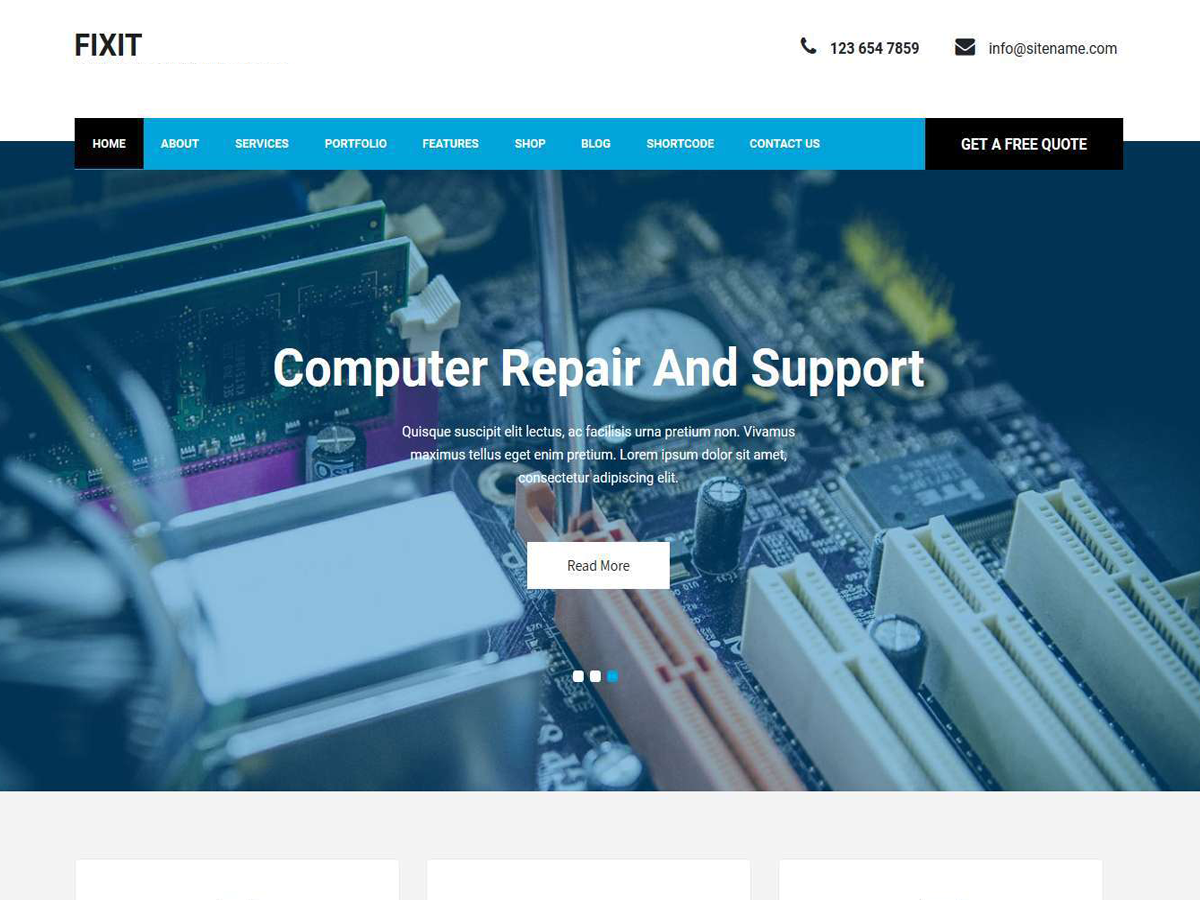 FIXIT
123 654 7859
info@sitename.com
HOME ABOUT SERVICES PORTFOLIO FEATURES SHOP BLOG SHORTCODE CONTACT US GET A FREE QUOTE
Computer Repair And Support
Quisque suscipit elit lectus, ac facilisis urna pretium non. Vivamus
maximus tellus eget enim pretium. Lorem ipsum dolor sit amet,
consectetur adipiscing elit.
Read More